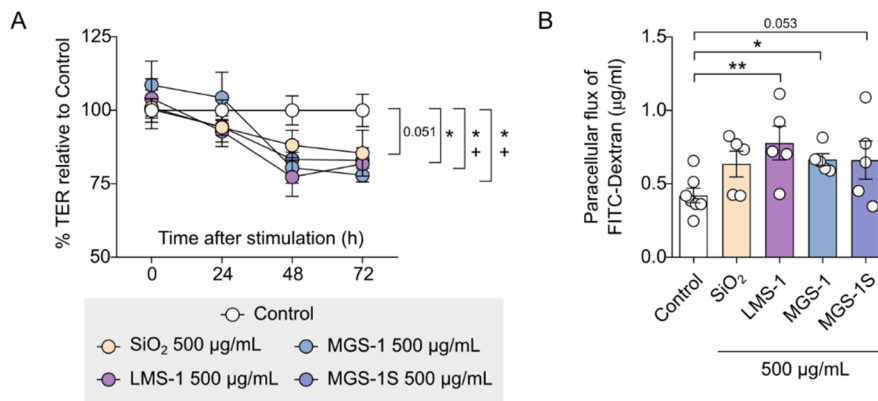 A
% TER relative to Control
125
100
75
50
0.051
*
*
+
*
+
Time after stimulation (h)
0 24 48 72
Control
SiO2 500 µg/mL
MGS-1 500 µg/mL
LMS-1 500 µg/mL
MGS-1S 500 µg/mL
B
Paracellular flux of
FITC-Dextran (µg/ml)
1.5
1.0
0.5
0.0
0.053
*
**
Control
SiO2
LMS-1
MGS-1
MGS-1S
500 µg/mL